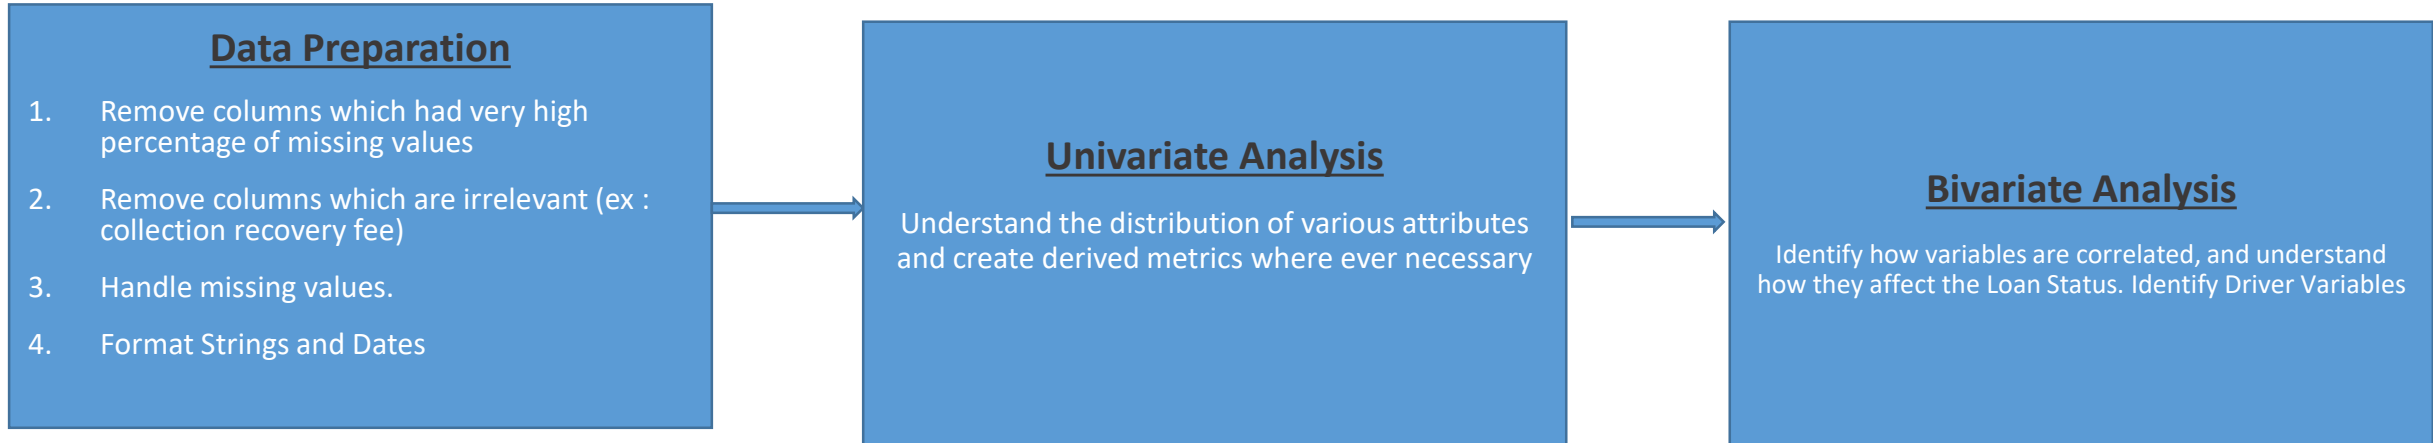 Data Preparation
1. Remove columns which had very high
percentage of missing values
2. Remove columns which are irrelevant (ex :
collection recovery fee)
3. Handle missing values.
4. Format Strings and Dates
Univariate Analysis
Understand the distribution of various attributes
and create derived metrics where ever necessary
Bivariate Analysis
Identify how variables are correlated, and understand
how they affect the Loan Status. Identify Driver Variables